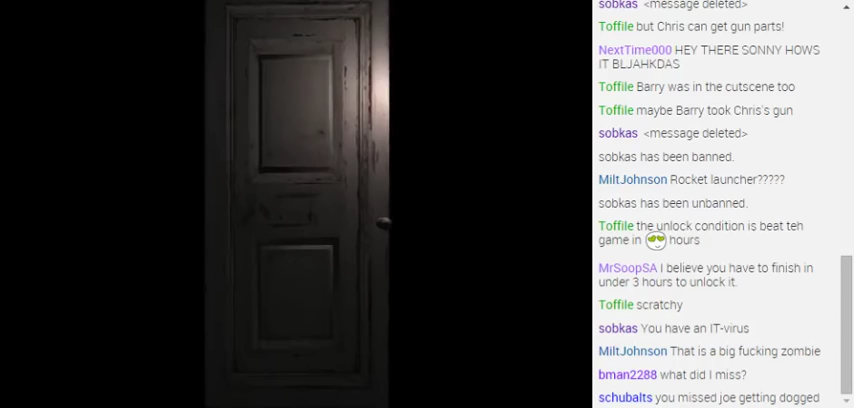 sobkas <message deleted>
Toffile but Chris can get gun parts!
NextTime000 HEY THERE SONNY HOWS
IT BLJAHKDAS
Toffile Barry was in the cutscene too
Toffile maybe Barry took Chris's gun
sobkas <message deleted>
sobkas has been banned.
MiltJohnson Rocket launcher?????
sobkas has been unbanned.
Toffile the unlock condition is beat teh
game in hours
MrSoopSA I believe you have to finish in
under 3 hours to unlock it.
Toffile scratchy
sobkas You have an IT-virus
MiltJohnson That is a big fucking zombie
bman2288 what did I miss?
schubalts you missed joe getting dogged